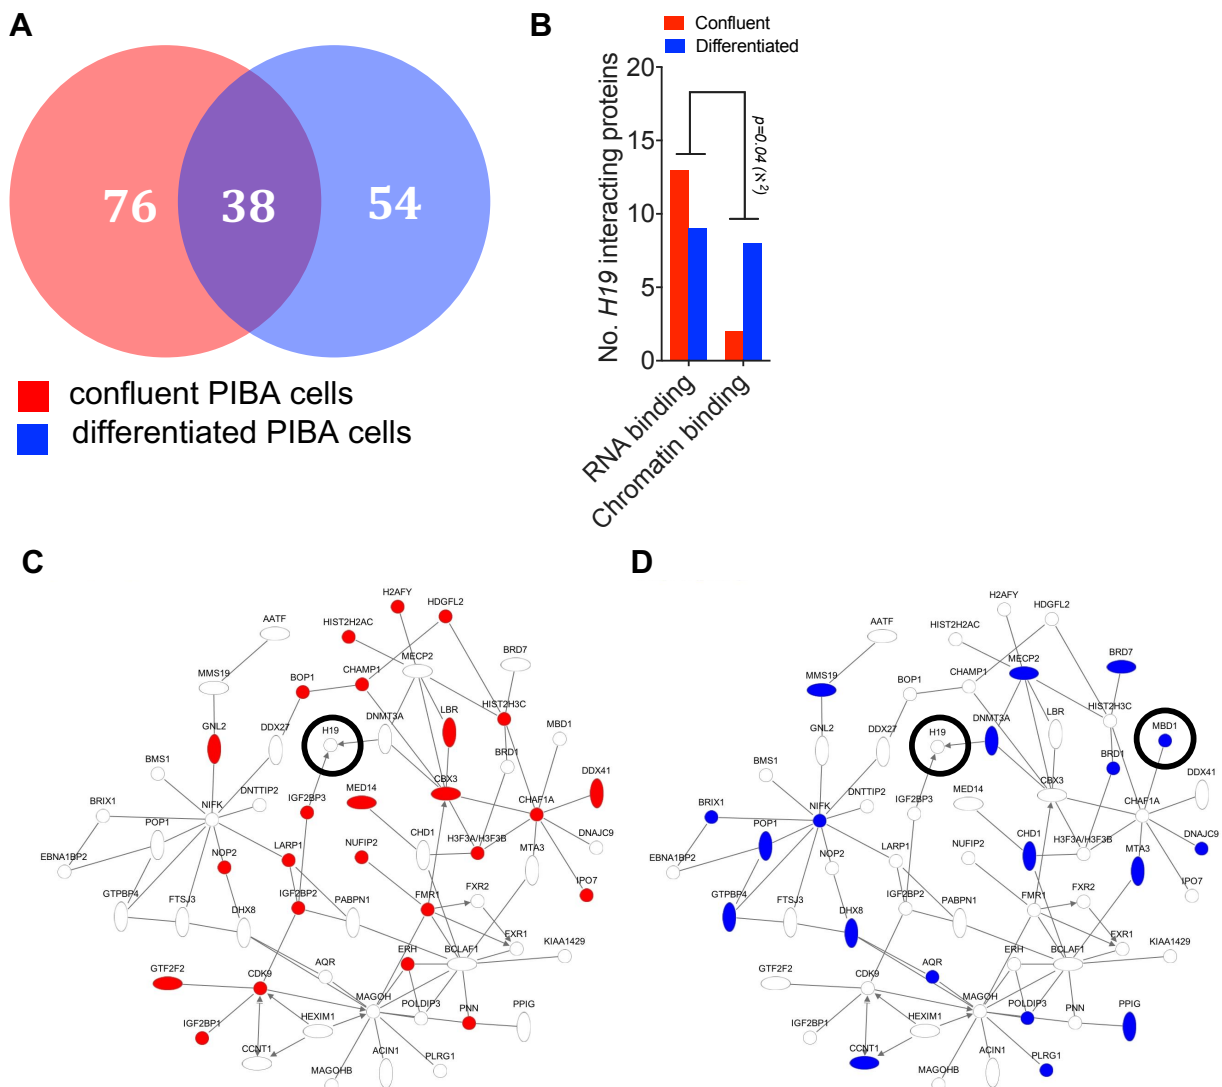 A
76
38
54
confluent PIBA cells
differentiated PIBA cells
B
Confluent
Differentiated
No. H19 interacting proteins
20
15
10
5
0
p=0.04 (ℵ²)
RNA binding
Chromatin binding
C
H2AFY
HDGFL2
HIST2H2AC
AATF
MECP2
BRD7
MMS19
BOP1
CHAMP1
HIST2H3C
LBR
GNL2
DDX27
H19
DNMT3A
MBD1
BRD1
BMS1
CBX3
DDX41
MED14
DNTTIP2
BRIX1
NIFK
IGF2BP3
CHAF1A
POP1
CHD1
H3F3A/H3F3B
DNAJC9
NOP2
LARP1
NUFIP2
MTA3
EBNA1BP2
IPO7
GTPBP4
FTSJ3
IGF2BP2
PABPN1
FMR1
FXR2
DHX8
FXR1
ERH
BCLAF1
KIAA1429
GTF2F2
CDK9
AQR
MAGOH
POLDIP3
PNN
PPIG
IGF2BP1
HEXIM1
CCNT1
ACIN1
PLRG1
MAGOHB
D
H2AFY
HDGFL2
HIST2H2AC
AATF
MECP2
BRD7
MMS19
BOP1
CHAMP1
HIST2H3C
LBR
GNL2
DDX27
H19
DNMT3A
MBD1
BRD1
BMS1
CBX3
DDX41
MED14
DNTTIP2
BRIX1
NIFK
IGF2BP3
CHAF1A
POP1
CHD1
H3F3A/H3F3B
DNAJC9
NOP2
LARP1
NUFIP2
MTA3
EBNA1BP2
IPO7
GTPBP4
FTSJ3
IGF2BP2
PABPN1
FMR1
FXR2
DHX8
FXR1
ERH
BCLAF1
KIAA1429
GTF2F2
CDK9
AQR
MAGOH
POLDIP3
PNN
PPIG
IGF2BP1
HEXIM1
CCNT1
ACIN1
PLRG1
MAGOHB